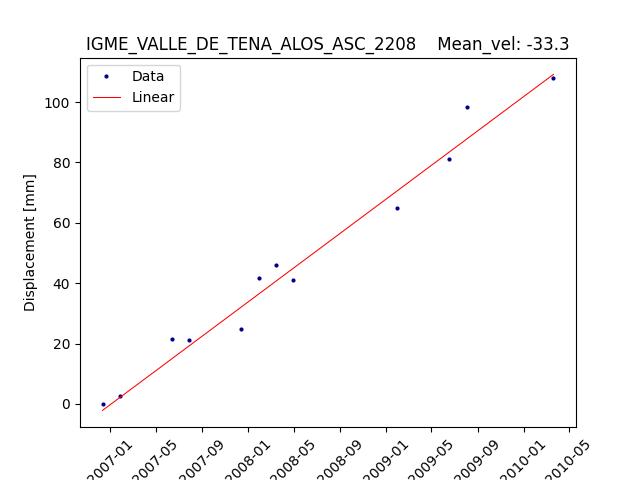 IGME_VALLE_DE_TENA_ALOS_ASC_2208 Mean_vel: -33.3
Data
Linear
Displacement [mm]
100
80
60
40
20
0
2007-01 2007-05 2007-09 2008-01 2008-05 2008-09 2009-01 2009-05 2009-09 2010-01 2010-05